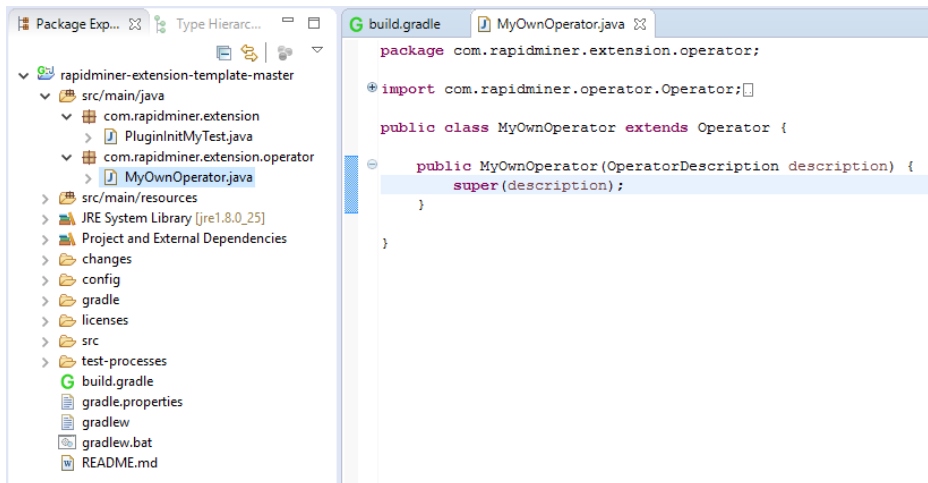 Package Exp...
Type Hierarc...
rapidminer-extension-template-master
src/main/java
com.rapidminer.extension
PluginInitMyTest.java
com.rapidminer.extension.operator
MyOwnOperator.java
src/main/resources
JRE System Library [jre1.8.0_25]
Project and External Dependencies
changes
config
gradle
licenses
src
test-processes
build.gradle
gradle.properties
gradlew
gradlew.bat
README.md
build.gradle
MyOwnOperator.java
package com.rapidminer.extension.operator;
import com.rapidminer.operator.Operator;
public class MyOwnOperator extends Operator {
public MyOwnOperator(OperatorDescription description) {
super(description);
}
}